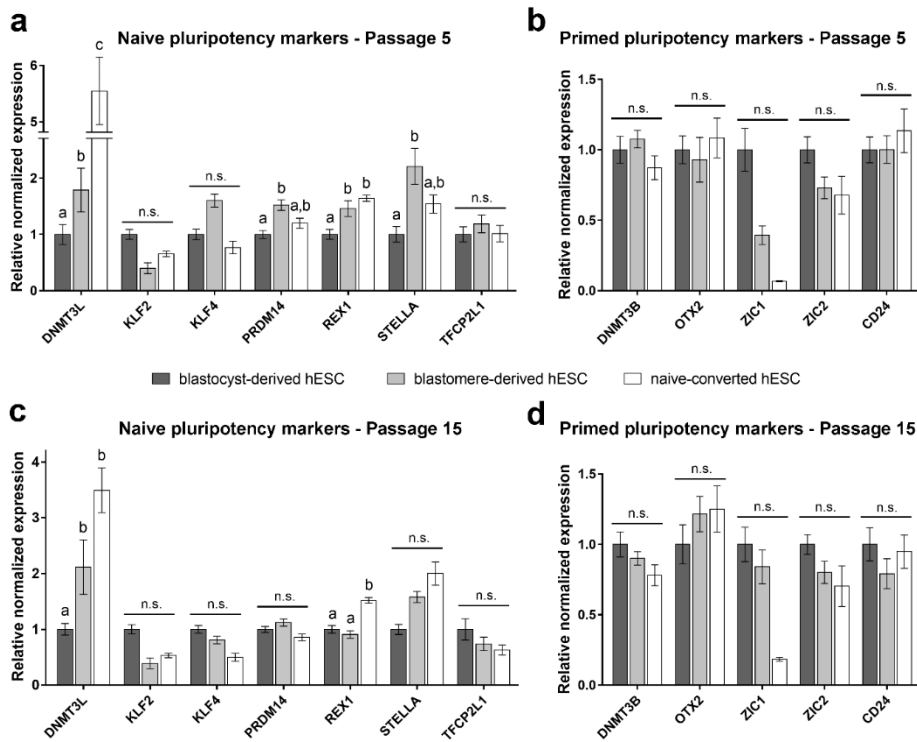 a
Naive pluripotency markers - Passage 5
Relative normalized expression
6
5
2
1
0
a b c
n.s.
n.s.
a b a,b
a b b
a b a,b
n.s.
DNMT3L
KLF2
KLF4
PRDM14
REX1
STELLA
TFCP2L1
b
Primed pluripotency markers - Passage 5
Relative normalized expression
1.5
1.0
0.5
0.0
n.s.
n.s.
n.s.
n.s.
n.s.
DNMT3B
OTX2
ZIC1
ZIC2
CD24
blastocyst-derived hESC
blastomere-derived hESC
naive-converted hESC
c
Naive pluripotency markers - Passage 15
Relative normalized expression
4
3
2
1
0
a b b
n.s.
n.s.
n.s.
a a b
n.s.
n.s.
DNMT3L
KLF2
KLF4
PRDM14
REX1
STELLA
TFCP2L1
d
Primed pluripotency markers - Passage 15
Relative normalized expression
1.5
1.0
0.5
0.0
n.s.
n.s.
n.s.
n.s.
n.s.
DNMT3B
OTX2
ZIC1
ZIC2
CD24